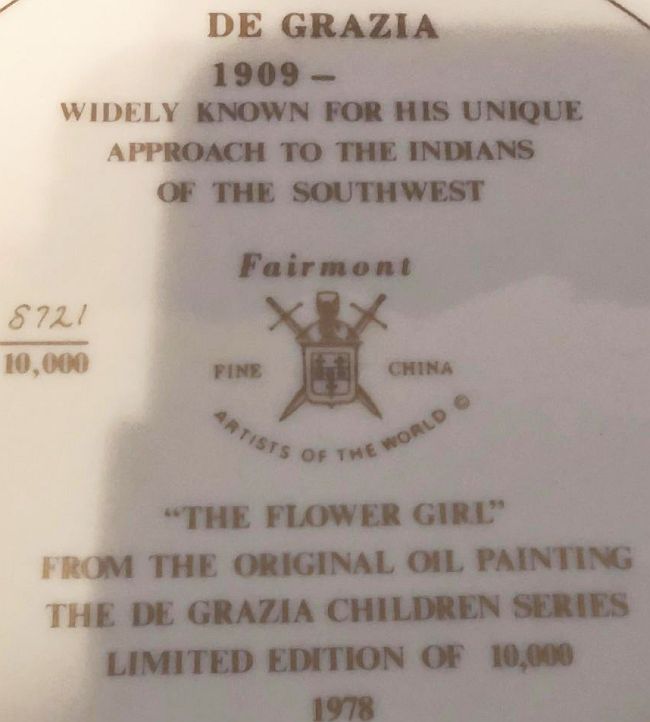 DE GRAZIA
1909 –
WIDELY KNOWN FOR HIS UNIQUE
APPROACH TO THE INDIANS
OF THE SOUTHWEST
Fairmont
8721
10,000
FINE CHINA
ARTISTS OF THE WORLD ©
"THE FLOWER GIRL"
FROM THE ORIGINAL OIL PAINTING
THE DE GRAZIA CHILDREN SERIES
LIMITED EDITION OF 10,000
1978